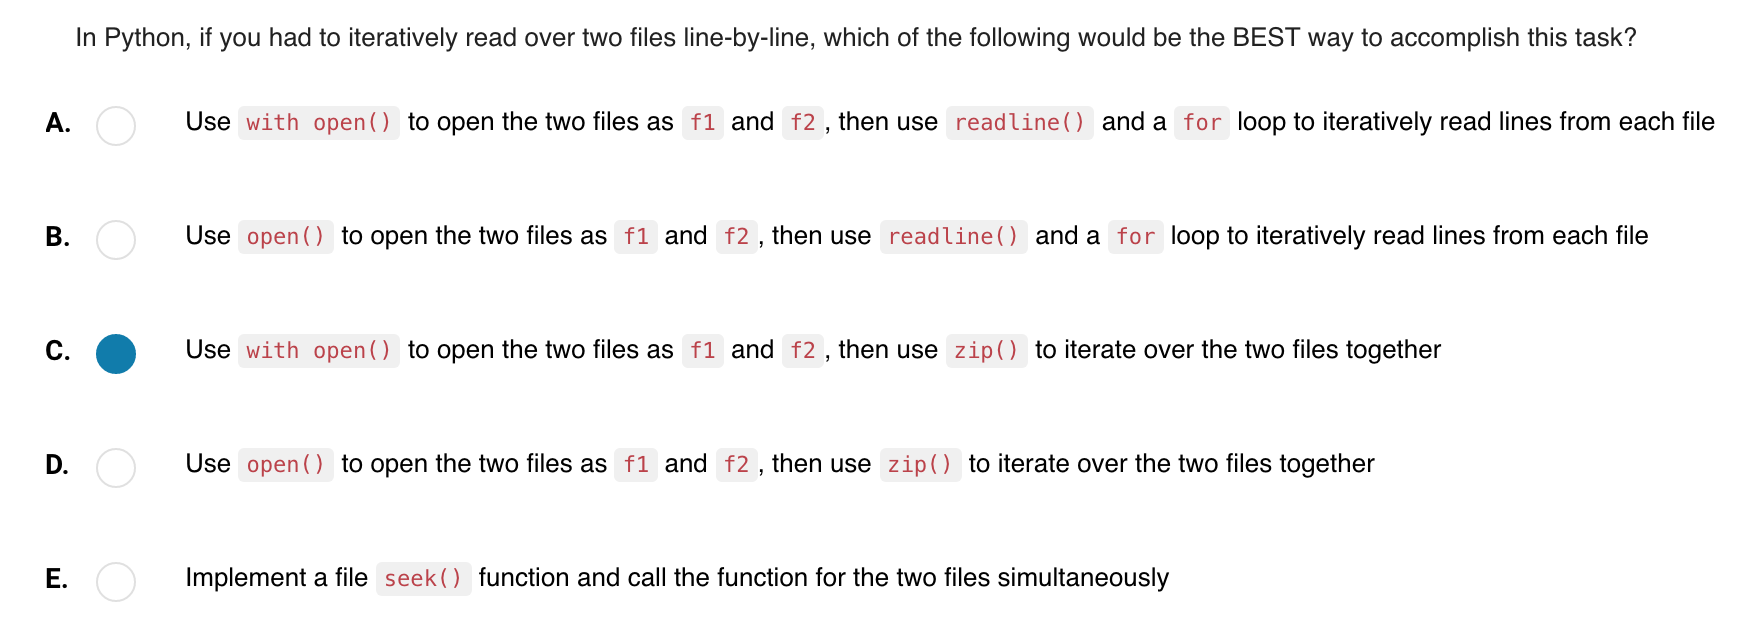 In Python, if you had to iteratively read over two files line-by-line, which of the following would be the BEST way to accomplish this task?
A. Use with open() to open the two files as f1 and f2, then use readline() and a for loop to iteratively read lines from each file
B. Use open() to open the two files as f1 and f2, then use readline() and a for loop to iteratively read lines from each file
C. Use with open() to open the two files as f1 and f2, then use zip() to iterate over the two files together
D. Use open() to open the two files as f1 and f2, then use zip() to iterate over the two files together
E. Implement a file seek() function and call the function for the two files simultaneously